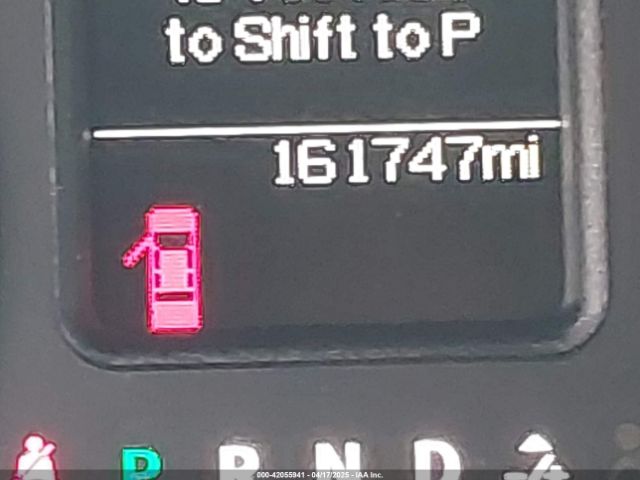 to Shift to P
161747mi
P R N D
000-42055941 - 04/17/2025 - IAA Inc.